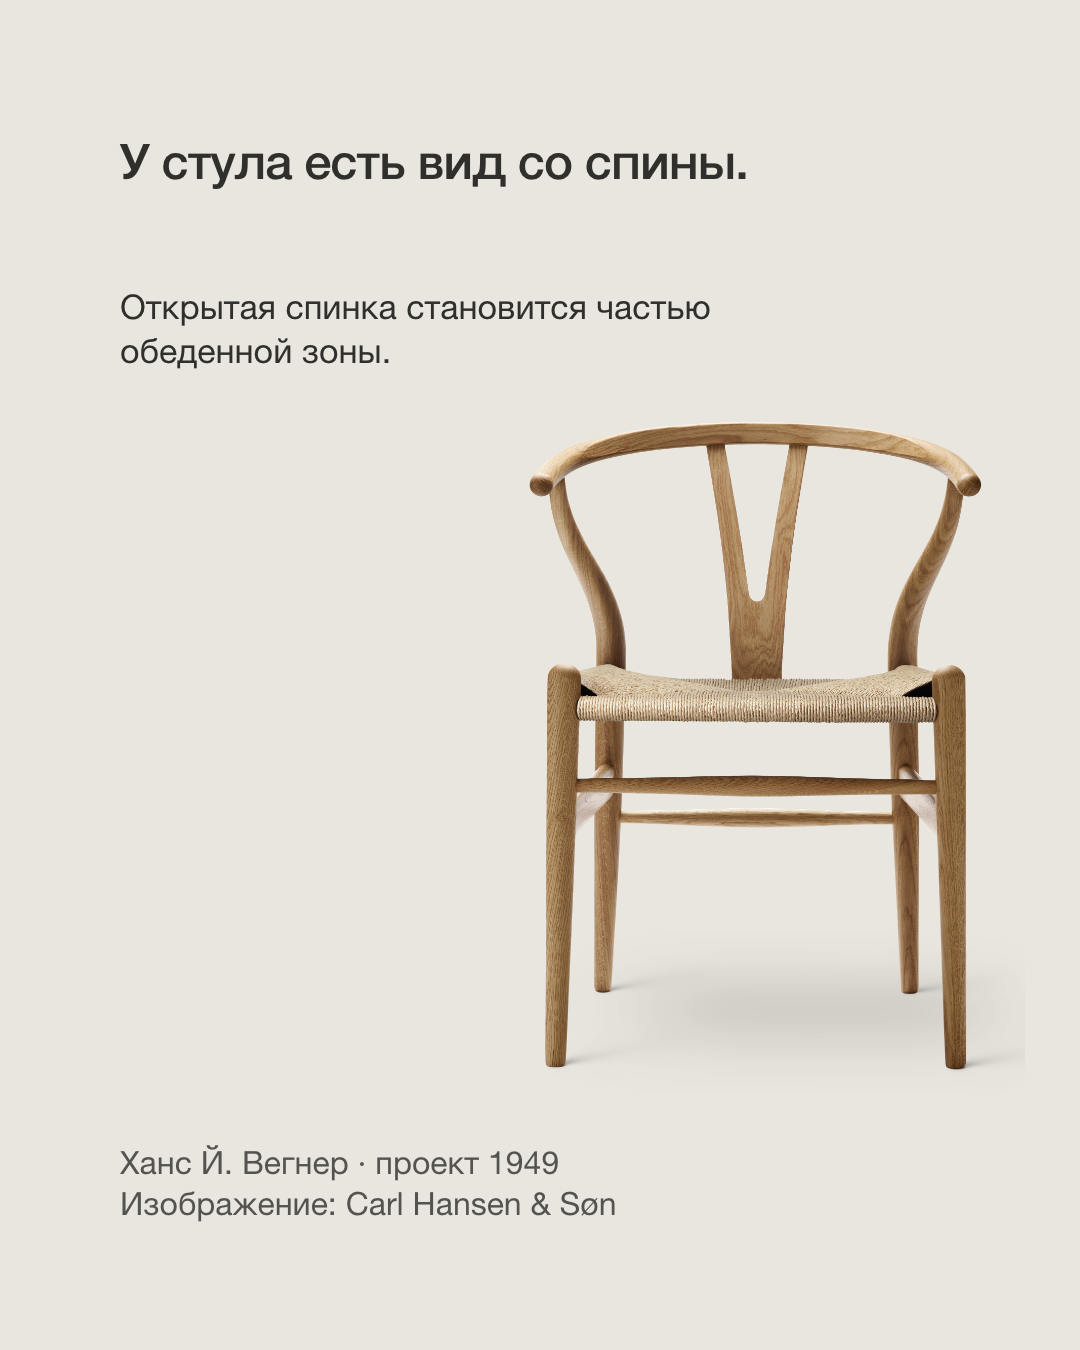 У стула есть вид со спины.
Открытая спинка становится частью
обеденной зоны.
Ханс Й. Вегнер · проект 1949
Изображение: Carl Hansen & Søn